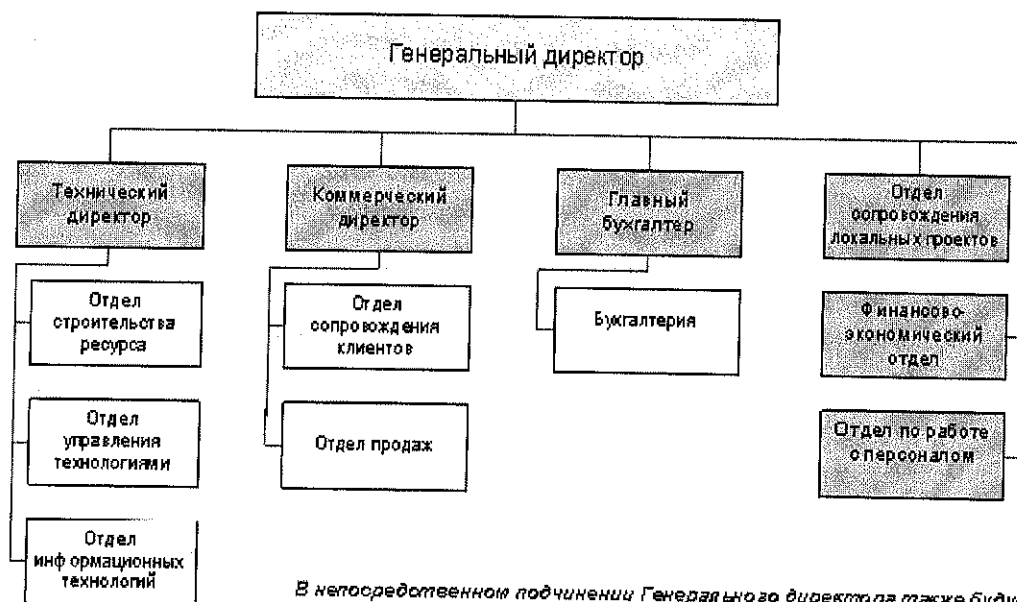 Генеральный директор
Технический
директор
Коммерческий
директор
Главный
бухгалтер
Отдел
сопровождения
локальных проектов
Отдел
строительства
ресурса
Отдел
сопровождения
клиентов
Бухгалтерия
Финансово-
экономический
отдел
Отдел
управления
технологиями
Отдел продаж
Отдел по работе
с персоналом
Отдел
информационных
технологий
В непосредственном подчинении Генерального директора также буду